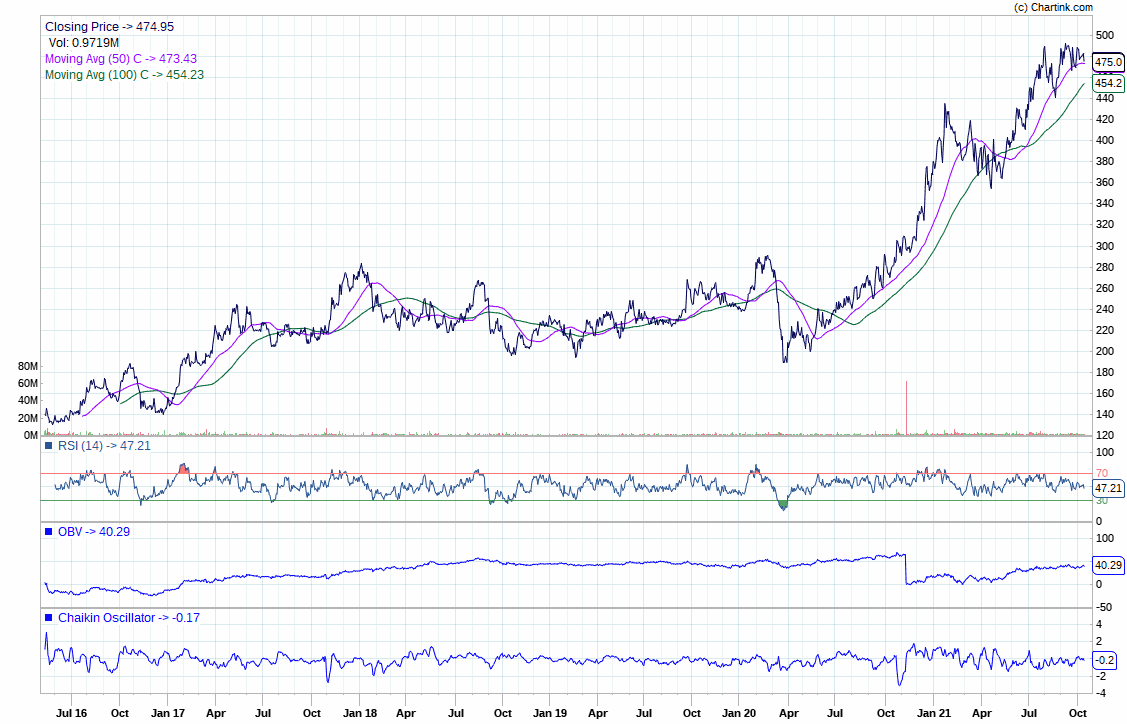 (c) Chartink.com
Closing Price -> 474.95
Vol: 0.9719M
Moving Avg (50) C -> 473.43
Moving Avg (100) C -> 454.23
500
475.0
454.2
440
420
400
380
360
340
320
300
280
260
240
220
200
180
160
140
120
80M
60M
40M
20M
0M
RSI (14) -> 47.21
100
70
47.21
30
0
OBV -> 40.29
100
40.29
0
-50
Chaikin Oscillator -> -0.17
4
2
-0.2
-2
-4
Jul 16 Oct Jan 17 Apr Jul Oct Jan 18 Apr Jul Oct Jan 19 Apr Jul Oct Jan 20 Apr Jul Oct Jan 21 Apr Jul Oct